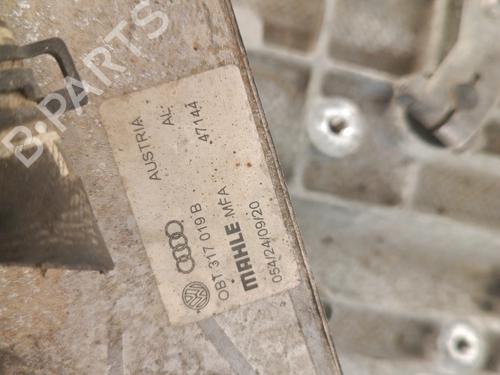 B-PARTS
AUSTRIA
AL
47144
0BT 317 019 B
MAHLE MFA
054/24/09/20